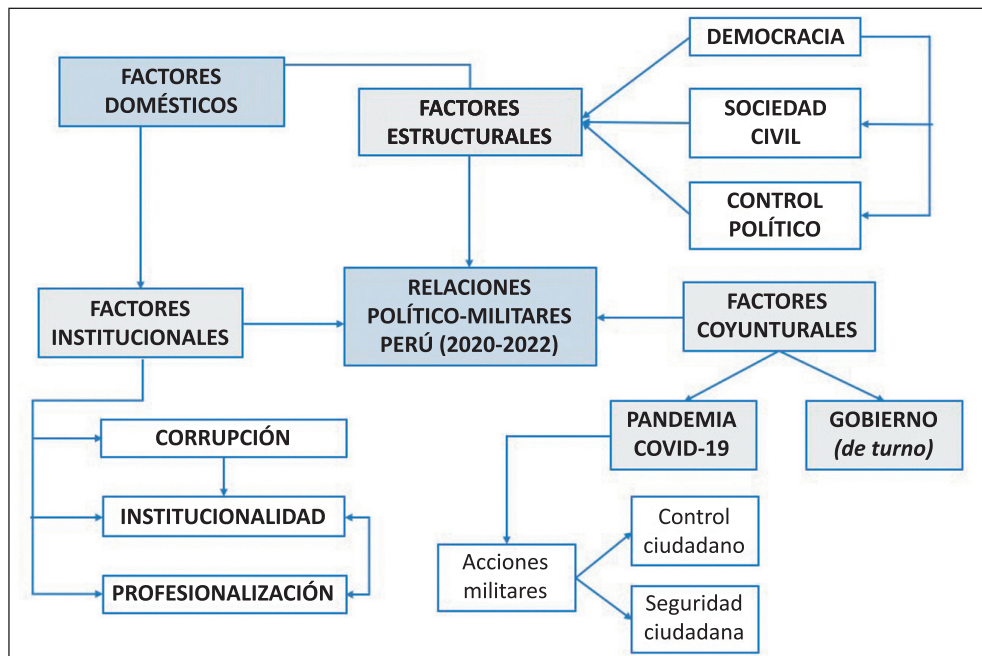 FACTORES
DOMÉSTICOS
FACTORES
ESTRUCTURALES
DEMOCRACIA
SOCIEDAD
CIVIL
CONTROL
POLÍTICO
FACTORES
INSTITUCIONALES
RELACIONES
POLÍTICO-MILITARES
PERÚ (2020-2022)
FACTORES
COYUNTURALES
CORRUPCIÓN
INSTITUCIONALIDAD
PROFESIONALIZACIÓN
PANDEMIA
COVID-19
GOBIERNO
(de turno)
Acciones
militares
Control
ciudadano
Seguridad
ciudadana